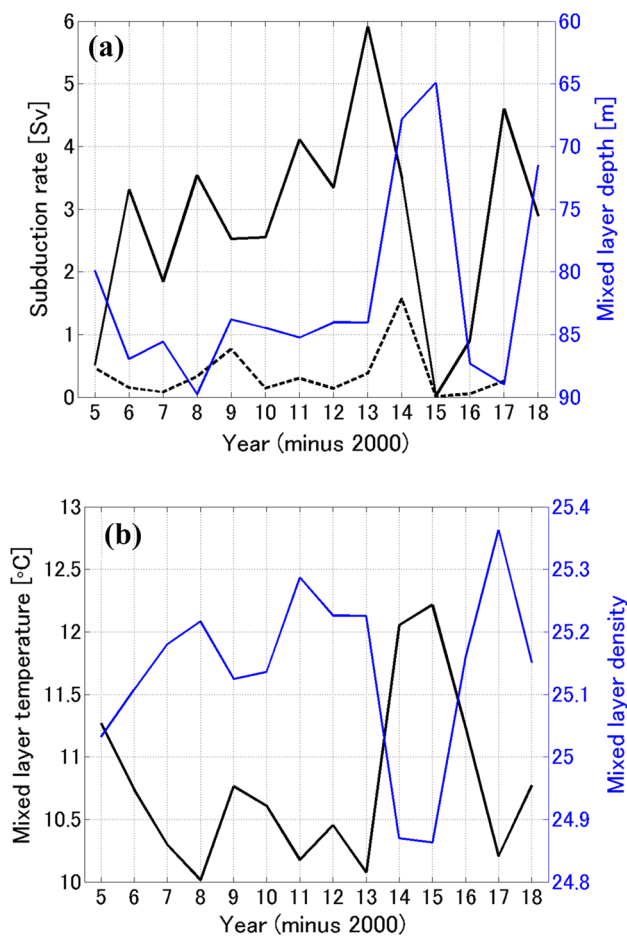 (a)
Subduction rate [Sv]
6
5
4
3
2
1
0
60
65
70
75
80
85
90
Mixed layer depth [m]
5 6 7 8 9 10 11 12 13 14 15 16 17 18
Year (minus 2000)
(b)
Mixed layer temperature [°C]
13
12.5
12
11.5
11
10.5
10
25.4
25.3
25.2
25.1
25
24.9
24.8
Mixed layer density
5 6 7 8 9 10 11 12 13 14 15 16 17 18
Year (minus 2000)